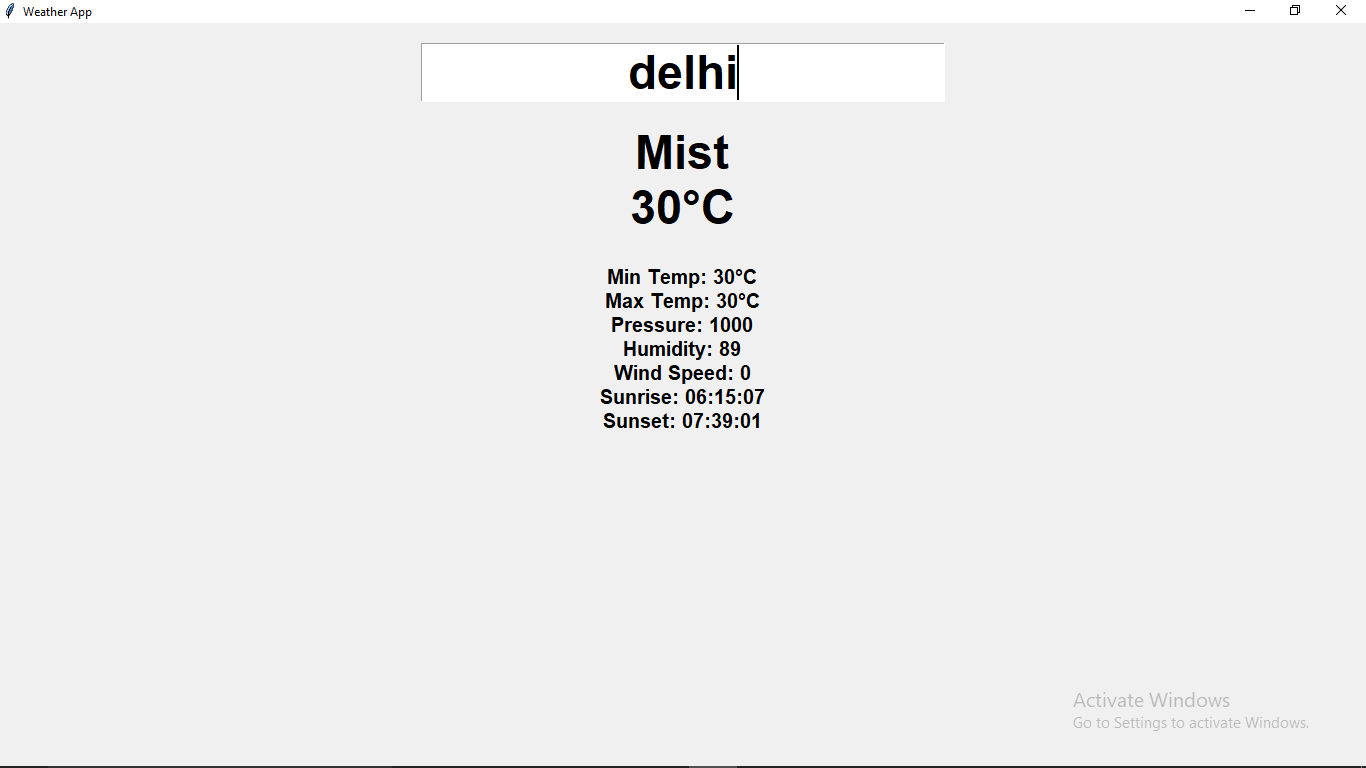 Weather App
delhi
Mist
30°C
Min Temp: 30°C
Max Temp: 30°C
Pressure: 1000
Humidity: 89
Wind Speed: 0
Sunrise: 06:15:07
Sunset: 07:39:01
Activate Windows
Go to Settings to activate Windows.